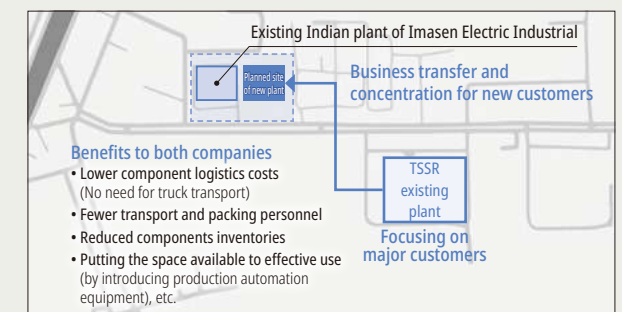 Existing Indian plant of Imasen Electric Industrial
Planned site
of new plant
Business transfer and
concentration for new customers
Benefits to both companies
• Lower component logistics costs
(No need for truck transport)
• Fewer transport and packing personnel
• Reduced components inventories
• Putting the space available to effective use
(by introducing production automation
equipment), etc.
TSSR
existing
plant
Focusing on
major customers